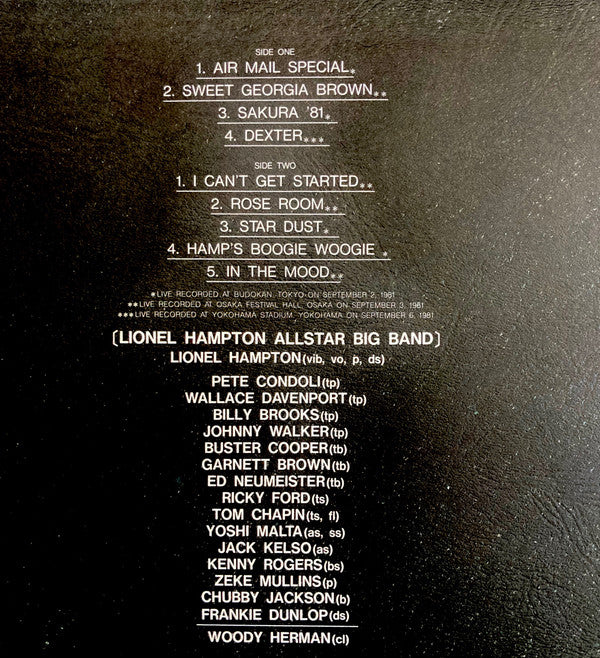 SIDE ONE
1. AIR MAIL SPECIAL*
2. SWEET GEORGIA BROWN**
3. SAKURA '81*
4. DEXTER***
SIDE TWO
1. I CAN'T GET STARTED**
2. ROSE ROOM**
3. STAR DUST*
4. HAMP'S BOOGIE WOOGIE *
5. IN THE MOOD**
*LIVE RECORDED AT BUDOKAN, TOKYO ON SEPTEMBER 2, 1981
**LIVE RECORDED AT OSAKA FESTIVAL HALL, OSAKA ON SEPTEMBER 3, 1981
***LIVE RECORDED AT YOKOHAMA STADIUM, YOKOHAMA ON SEPTEMBER 6, 1981
[LIONEL HAMPTON ALLSTAR BIG BAND]
LIONEL HAMPTON(vib, vo, p, ds)
PETE CONDOLI(tp)
WALLACE DAVENPORT(tp)
BILLY BROOKS(tp)
JOHNNY WALKER(tp)
BUSTER COOPER(tb)
GARNETT BROWN(tb)
ED NEUMEISTER(tb)
RICKY FORD(ts)
TOM CHAPIN(ts, fl)
YOSHI MALTA(as, ss)
JACK KELSO(as)
KENNY ROGERS(bs)
ZEKE MULLINS(p)
CHUBBY JACKSON(b)
FRANKIE DUNLOP(ds)
WOODY HERMAN(cl)